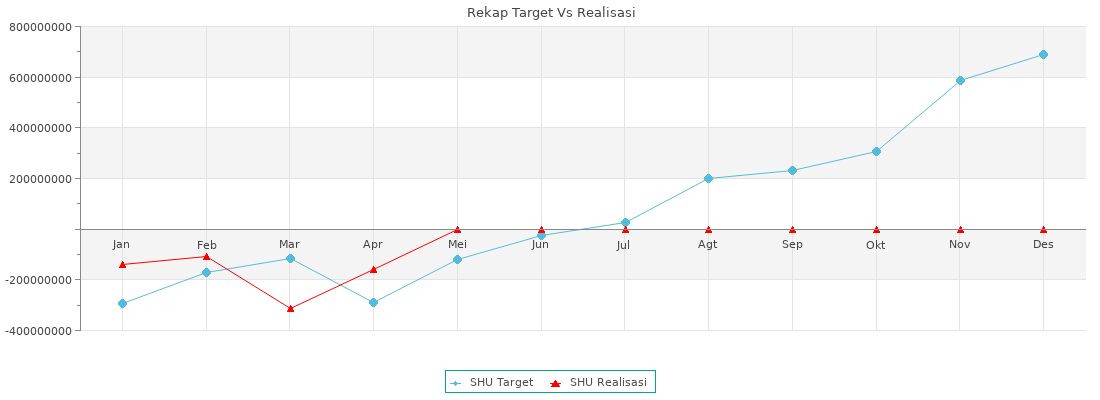 Rekap Target Vs Realisasi
800000000
600000000
400000000
200000000
Jan Feb Mar Apr Mei Jun Jul Agt Sep Okt Nov Des
-200000000
-400000000
SHU Target SHU Realisasi